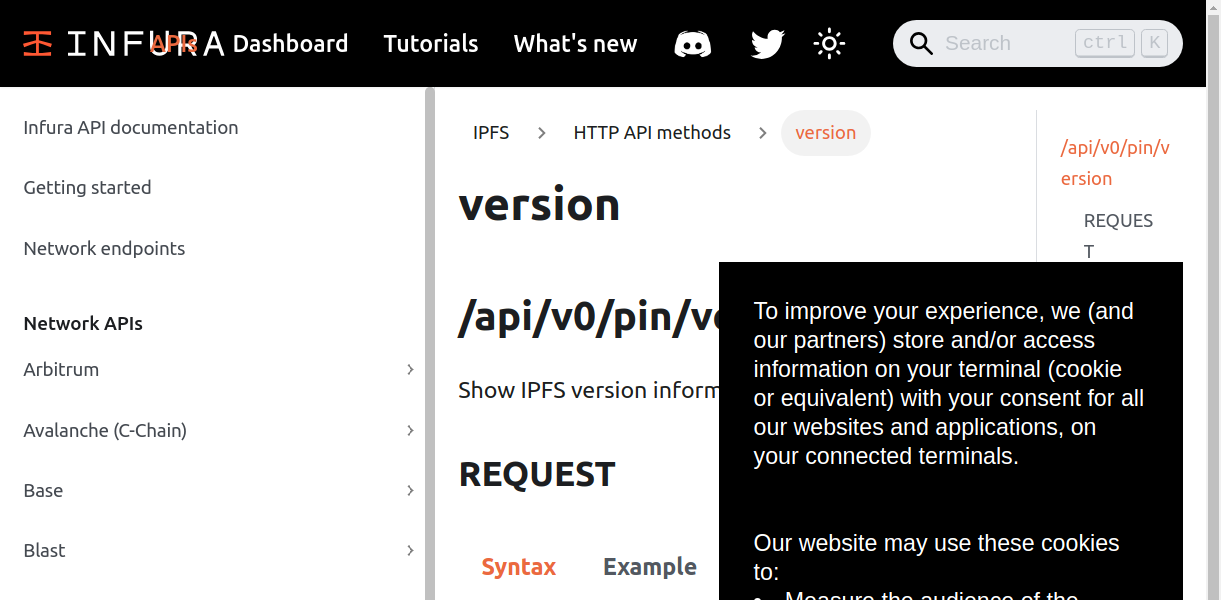 INFURA APIs Dashboard Tutorials What's new Search ctrl K
Infura API documentation
Getting started
Network endpoints
Network APIs
Arbitrum
Avalanche (C-Chain)
Base
Blast
IPFS HTTP API methods version
version
/api/v0/pin/ve
Show IPFS version inform
REQUEST
Syntax Example
/api/v0/pin/v
ersion
REQUES
T
To improve your experience, we (and
our partners) store and/or access
information on your terminal (cookie
or equivalent) with your consent for all
our websites and applications, on
your connected terminals.
Our website may use these cookies
to:
• Measure the audience of the